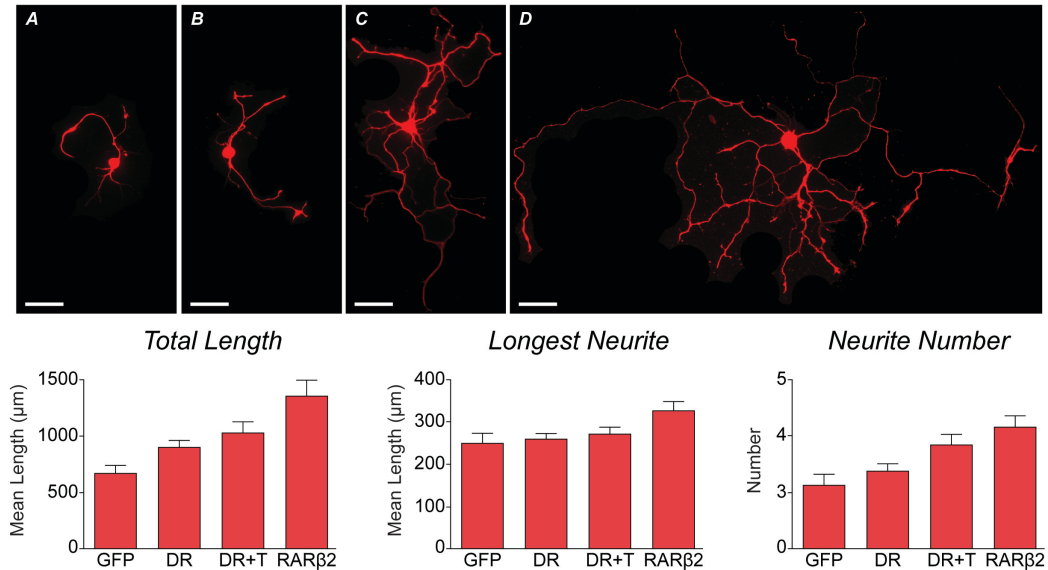 A B C D
Total Length Longest Neurite Neurite Number
Mean Length (µm)
1500
1000
500
0
GFP DR DR+T RARβ2
Mean Length (µm)
400
300
200
100
0
GFP DR DR+T RARβ2
Number
5
4
3
0
GFP DR DR+T RARβ2